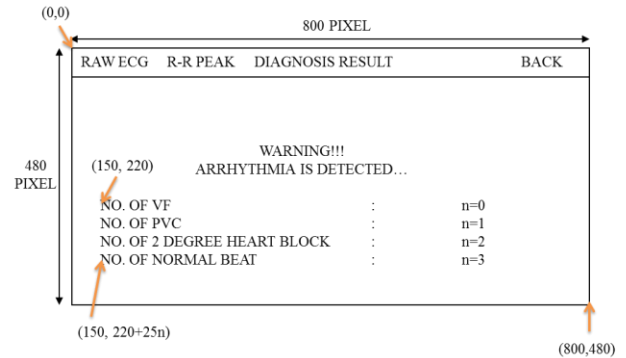 (0,0)
800 PIXEL
RAW ECG R-R PEAK DIAGNOSIS RESULT BACK
WARNING!!!
480
PIXEL
(150, 220)
ARRHYTHMIA IS DETECTED…
NO. OF VF : n=0
NO. OF PVC : n=1
NO. OF 2 DEGREE HEART BLOCK : n=2
NO. OF NORMAL BEAT : n=3
(150, 220+25n)
(800,480)